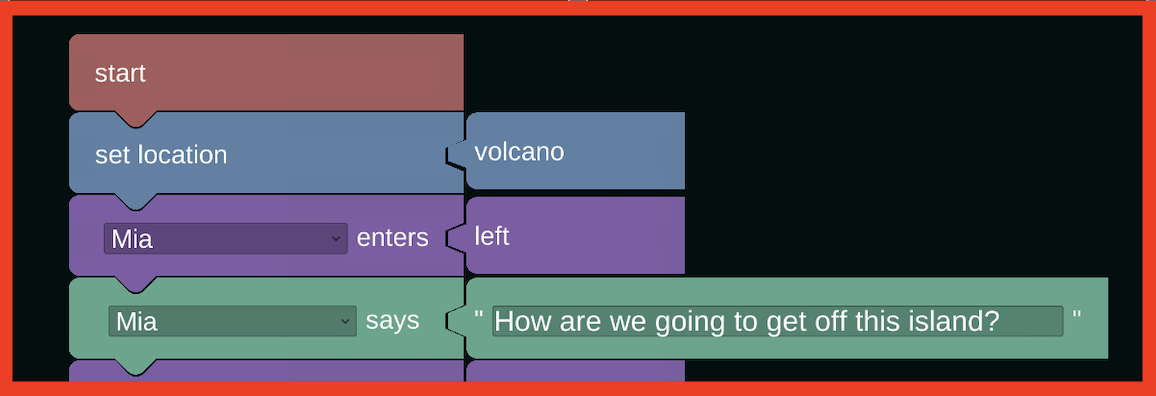 start
set location volcano
Mia enters left
Mia says " How are we going to get off this island? "